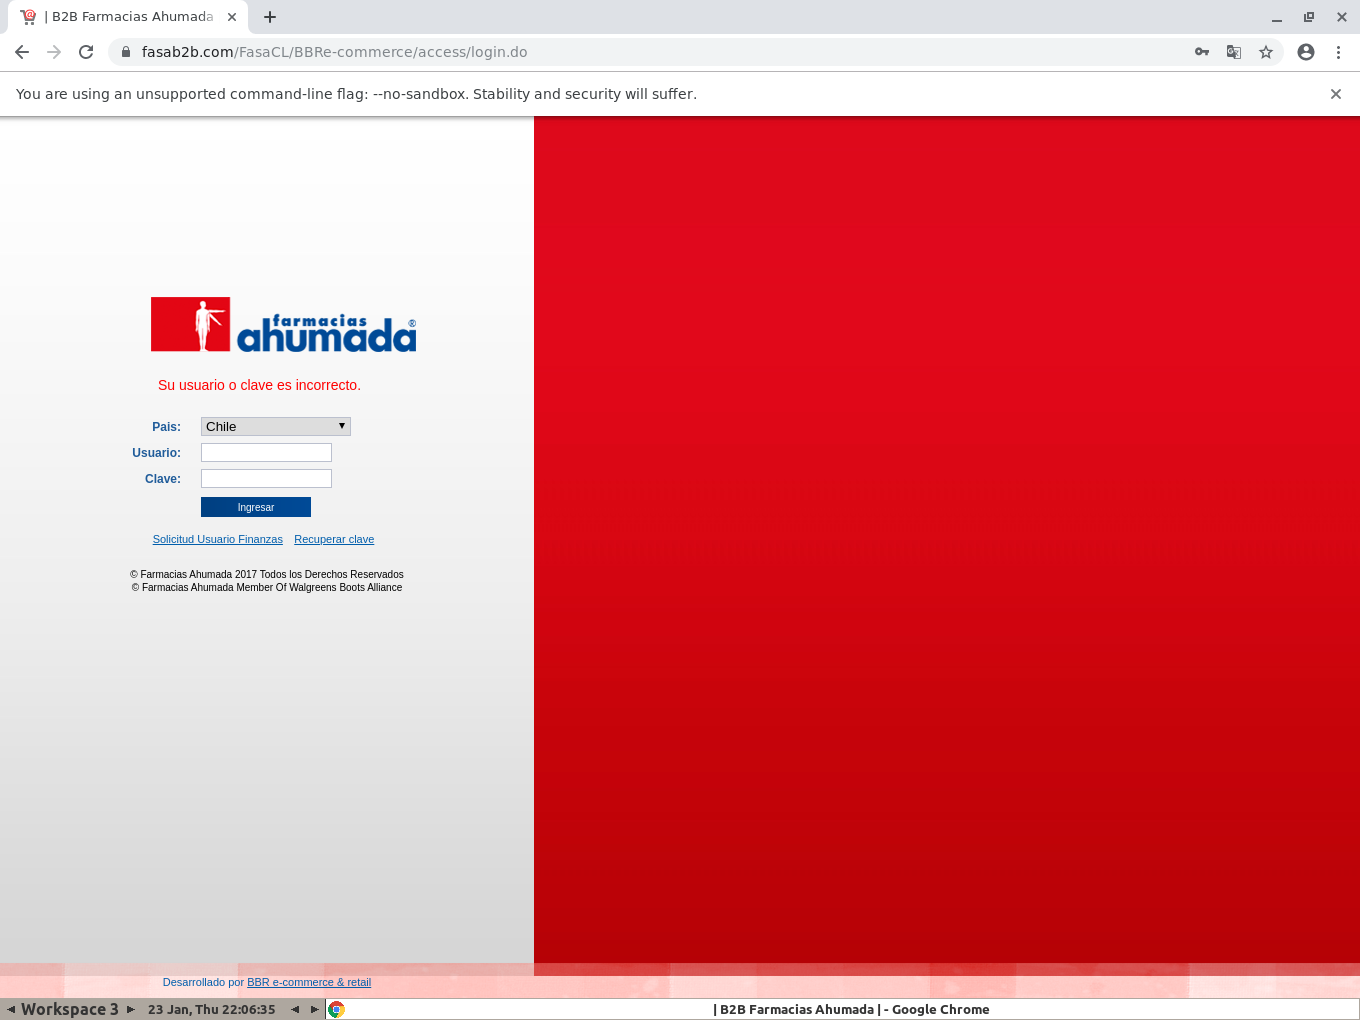 | B2B Farmacias Ahumada
fasab2b.com/FasaCL/BBRe-commerce/access/login.do
You are using an unsupported command-line flag: --no-sandbox. Stability and security will suffer.
farmacias
ahumada®
Su usuario o clave es incorrecto.
Pais: Chile
Usuario:
Clave:
Ingresar
Solicitud Usuario Finanzas Recuperar clave
© Farmacias Ahumada 2017 Todos los Derechos Reservados
© Farmacias Ahumada Member Of Walgreens Boots Alliance
Desarrollado por BBR e-commerce & retail
Workspace 3 23 Jan, Thu 22:06:35 | B2B Farmacias Ahumada | - Google Chrome